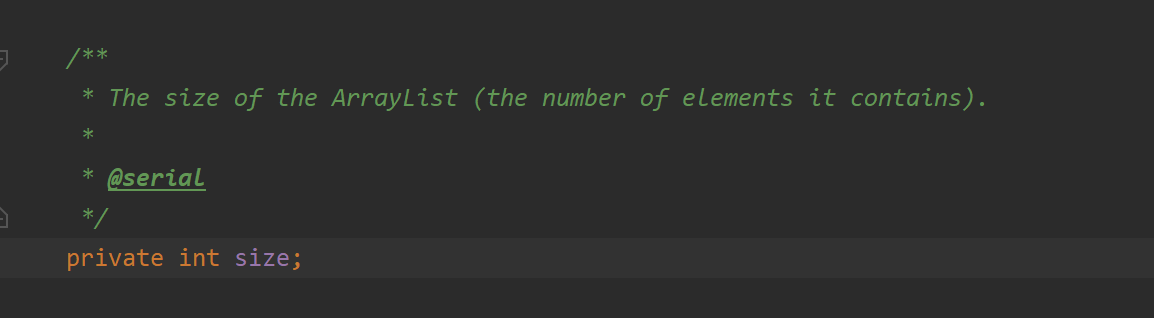 /**
* The size of the ArrayList (the number of elements it contains).
*
* @serial
*/
private int size;